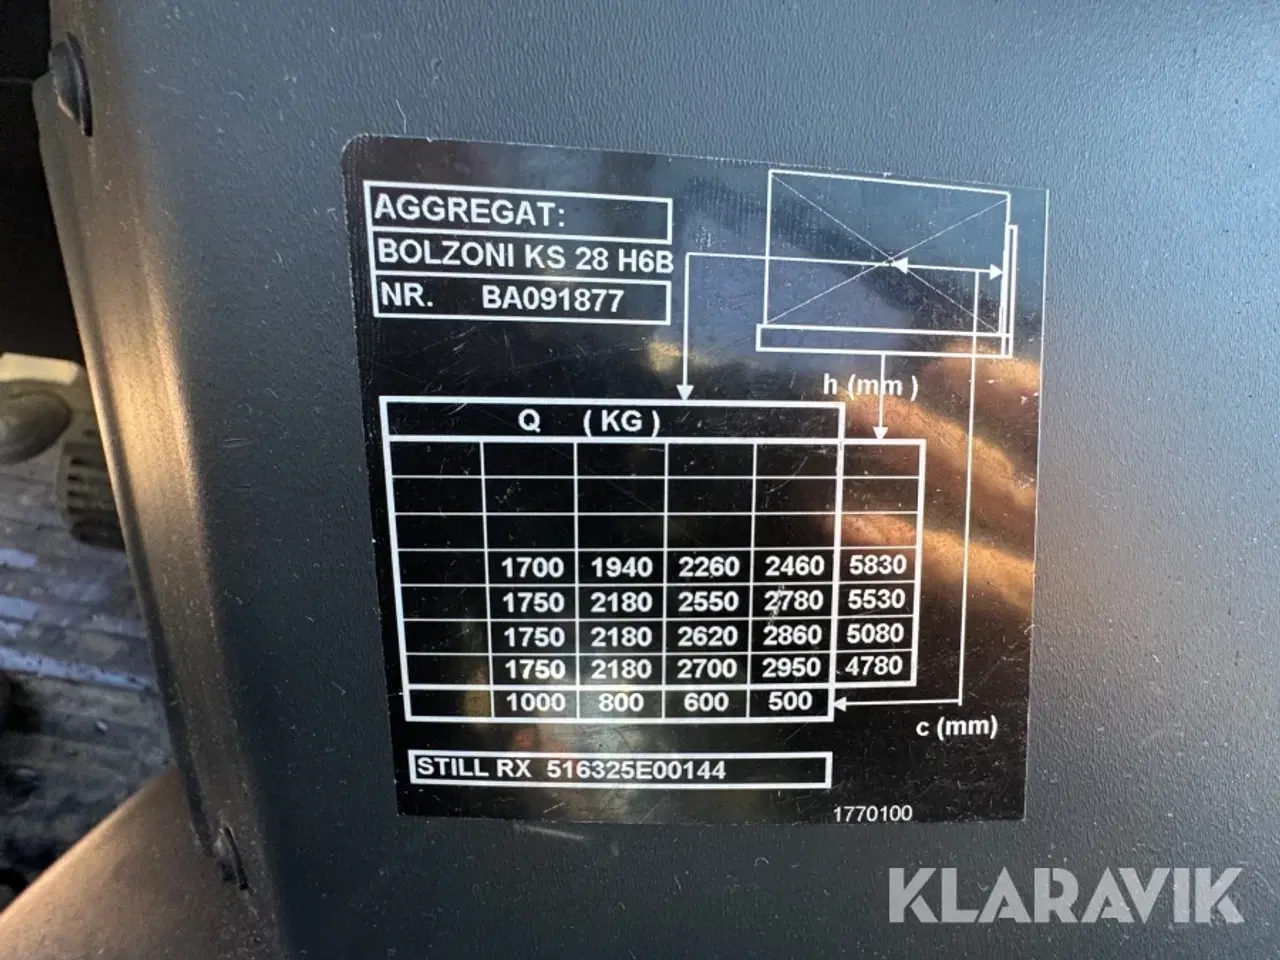 AGGREGAT:
BOLZONI KS 28 H6B
NR. BA091877
h (mm )
Q ( KG )
1700 1940 2260 2460 5830
1750 2180 2550 2780 5530
1750 2180 2620 2860 5080
1750 2180 2700 2950 4780
1000 800 600 500
c (mm)
STILL RX 516325E00144
1770100
KLARAVIK